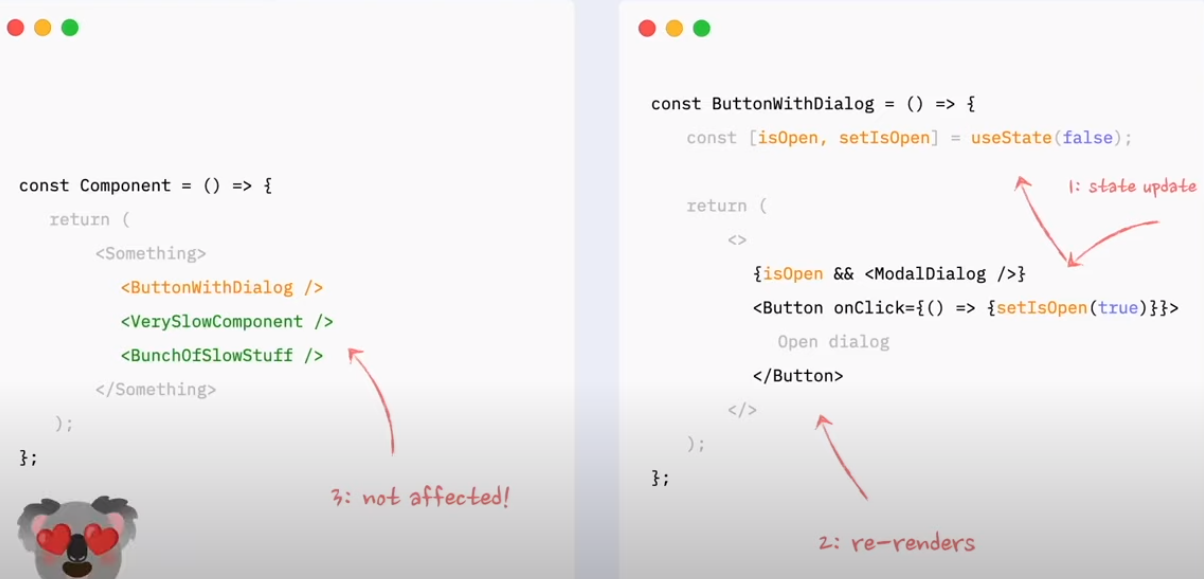 const Component = () => {
return (
<Something>
<ButtonWithDialog />
<VerySlowComponent />
<BunchOfSlowStuff />
</Something>
);
};
3: not affected!
const ButtonWithDialog = () => {
const [isOpen, setIsOpen] = useState(false);
1: state update
return (
<>
{isOpen && <ModalDialog />}
<Button onClick={() => {setIsOpen(true)}}>
Open dialog
</Button>
</>
);
};
2: re-renders